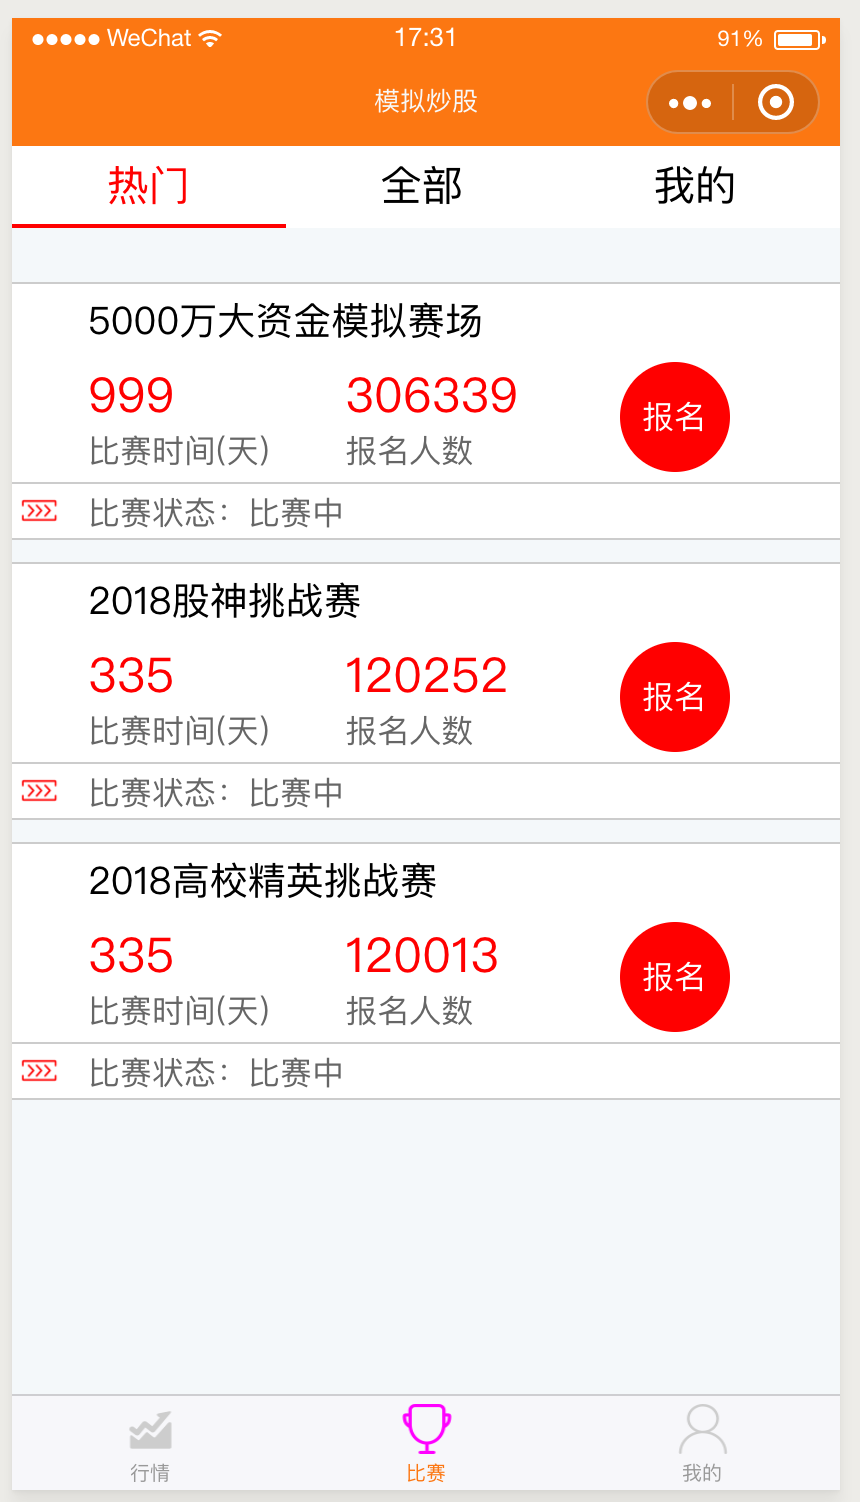 WeChat 17:31 91%
模拟炒股
热门 全部 我的
5000万大资金模拟赛场
999 306339
比赛时间(天) 报名人数 报名
比赛状态：比赛中
2018股神挑战赛
335 120252
比赛时间(天) 报名人数 报名
比赛状态：比赛中
2018高校精英挑战赛
335 120013
比赛时间(天) 报名人数 报名
比赛状态：比赛中
行情 比赛 我的